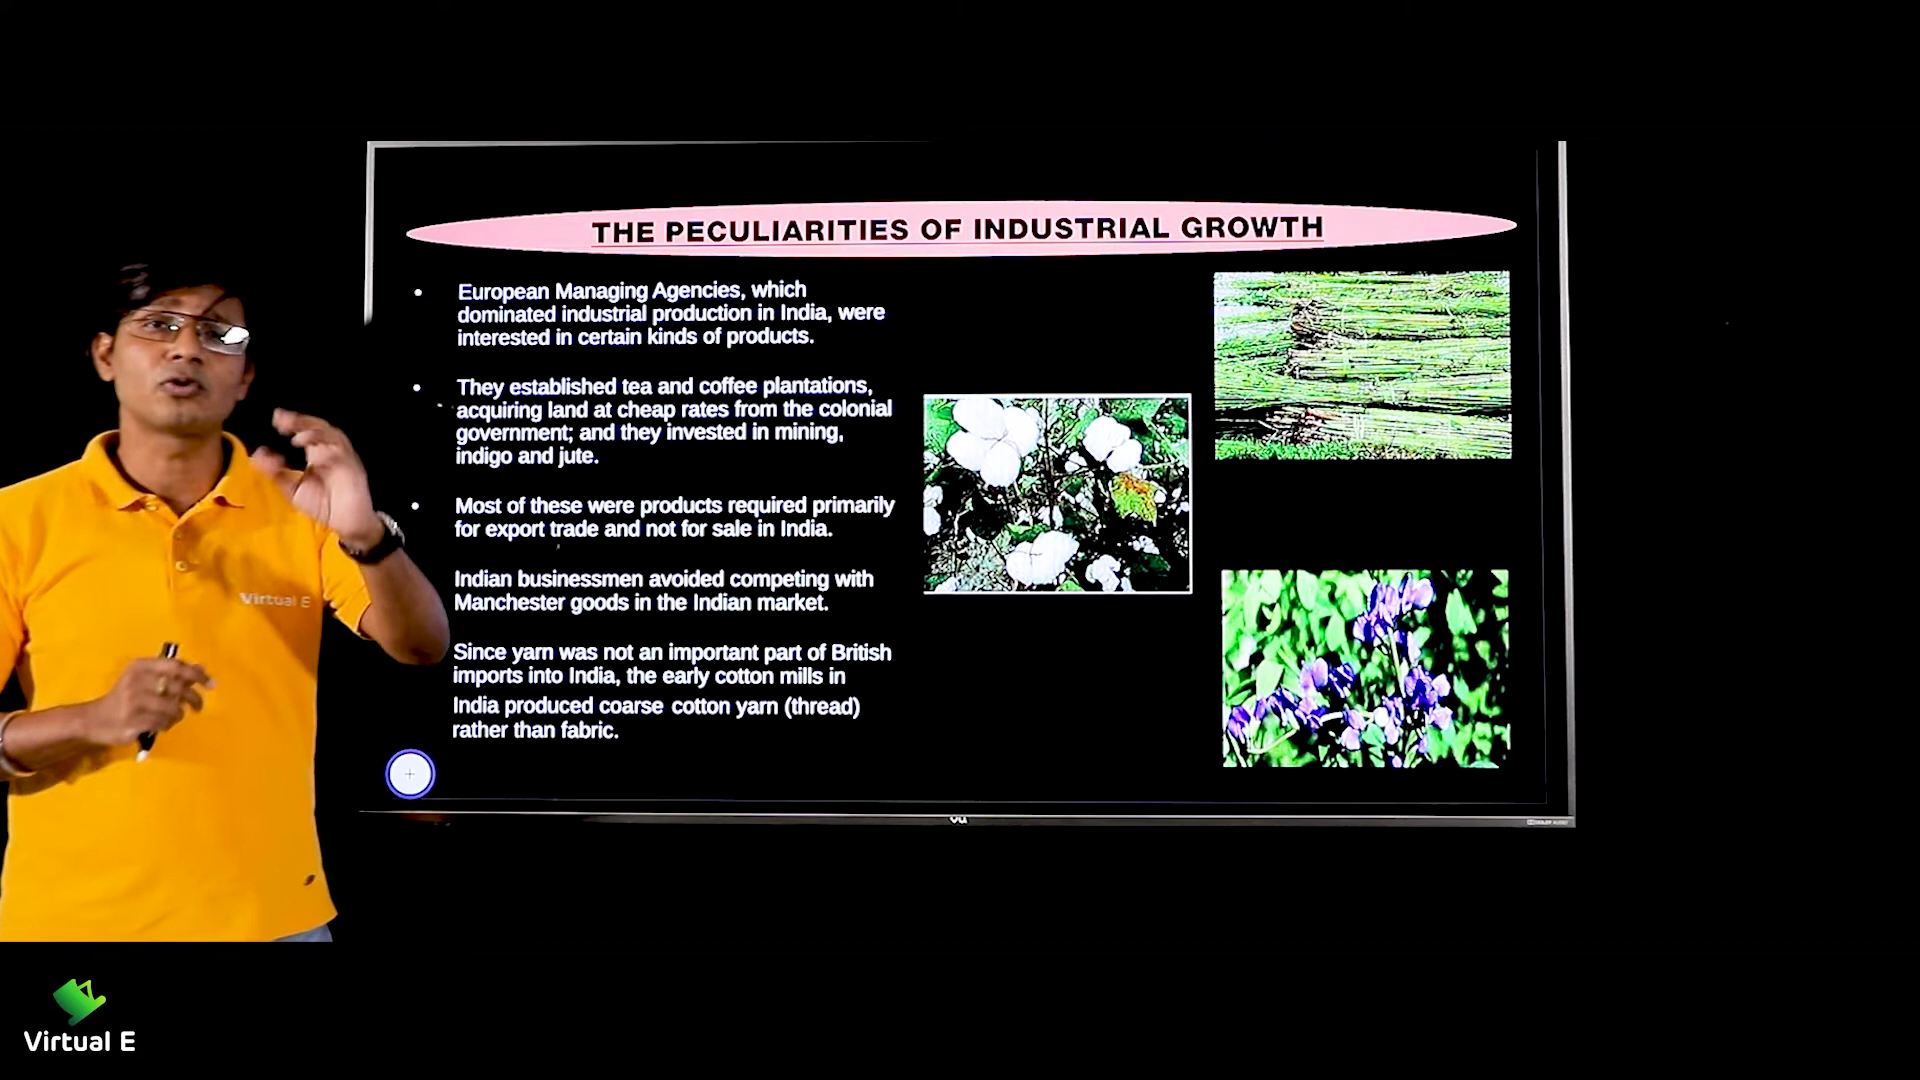 THE PECULIARITIES OF INDUSTRIAL GROWTH
• European Managing Agencies, which
dominated industrial production in India, were
interested in certain kinds of products.
• They established tea and coffee plantations,
acquiring land at cheap rates from the colonial
government; and they invested in mining,
indigo and jute.
• Most of these were products required primarily
for export trade and not for sale in India.
Indian businessmen avoided competing with
Manchester goods in the Indian market.
Since yarn was not an important part of British
imports into India, the early cotton mills in
India produced coarse cotton yarn (thread)
rather than fabric.
Virtual E
vu
Virtual E